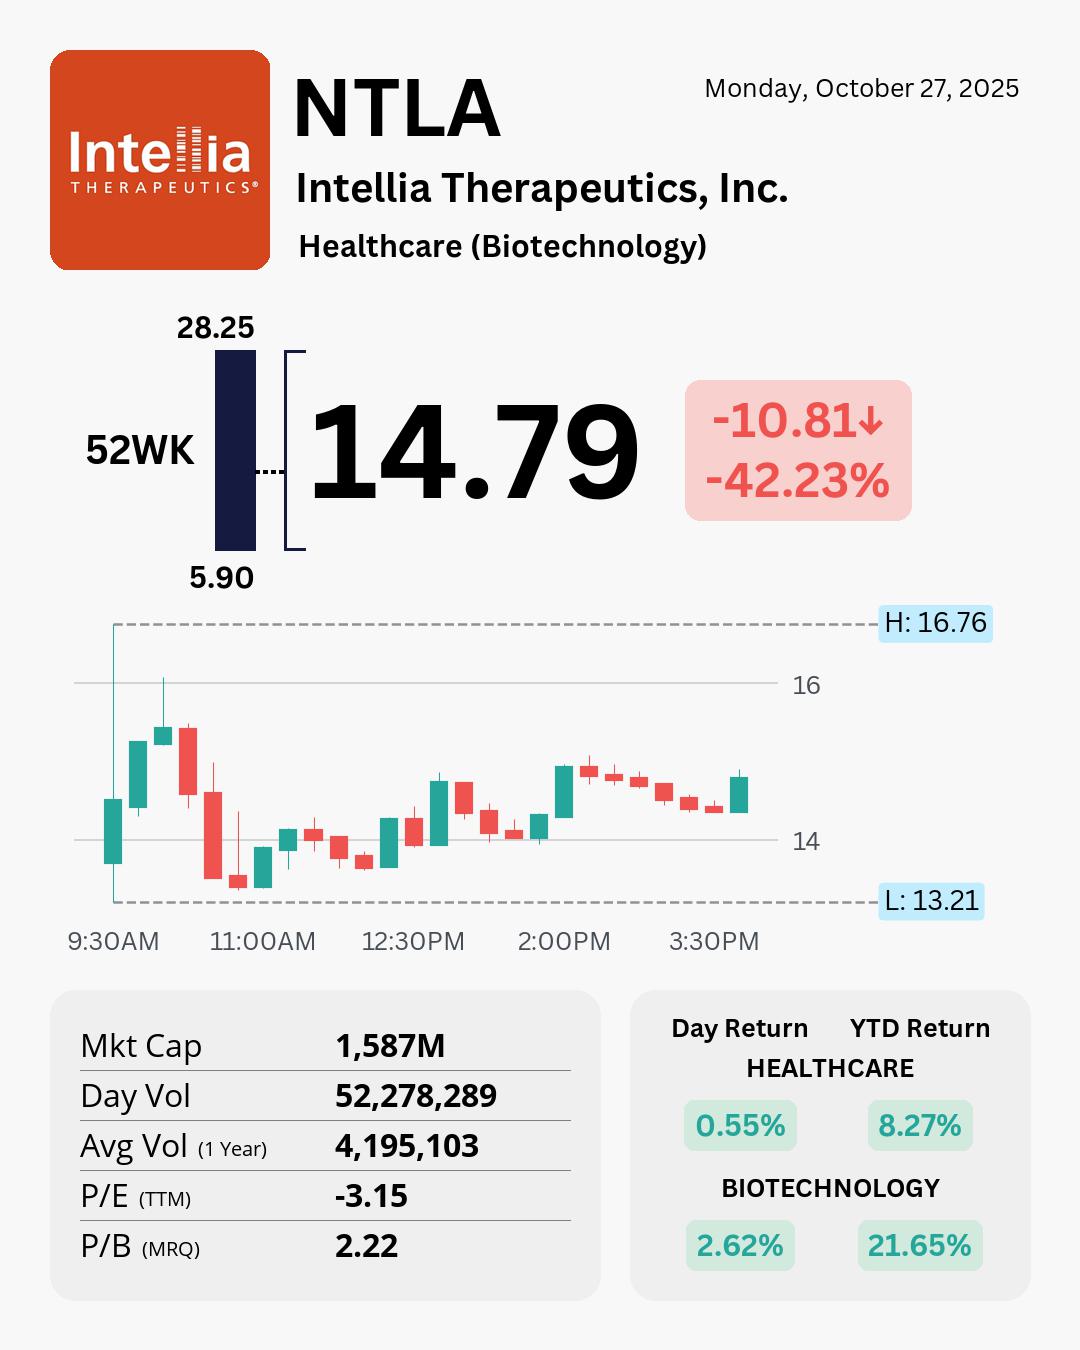 Intellia
THERAPEUTICS®
NTLA
Monday, October 27, 2025
Intellia Therapeutics, Inc.
Healthcare (Biotechnology)
28.25
52WK
14.79
-10.81↓
-42.23%
5.90
H: 16.76
16
14
L: 13.21
9:30AM 11:00AM 12:30PM 2:00PM 3:30PM
Mkt Cap 1,587M
Day Vol 52,278,289
Avg Vol (1 Year) 4,195,103
P/E (TTM) -3.15
P/B (MRQ) 2.22
Day Return YTD Return
HEALTHCARE
0.55% 8.27%
BIOTECHNOLOGY
2.62% 21.65%